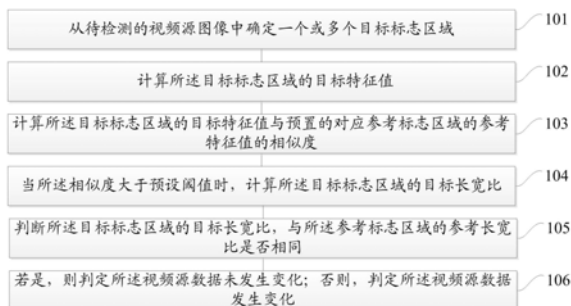 从待检测的视频源图像中确定一个或多个目标标志区域
101
计算所述目标标志区域的目标特征值
102
计算所述目标标志区域的目标特征值与预置的对应参考标志区域的参考
特征值的相似度
103
当所述相似度大于预设阈值时，计算所述目标标志区域的目标长宽比
104
判断所述目标标志区域的目标长宽比，与所述参考标志区域的参考长宽
比是否相同
105
若是，则判定所述视频源数据未发生变化；否则，判定所述视频源数据
发生变化
106